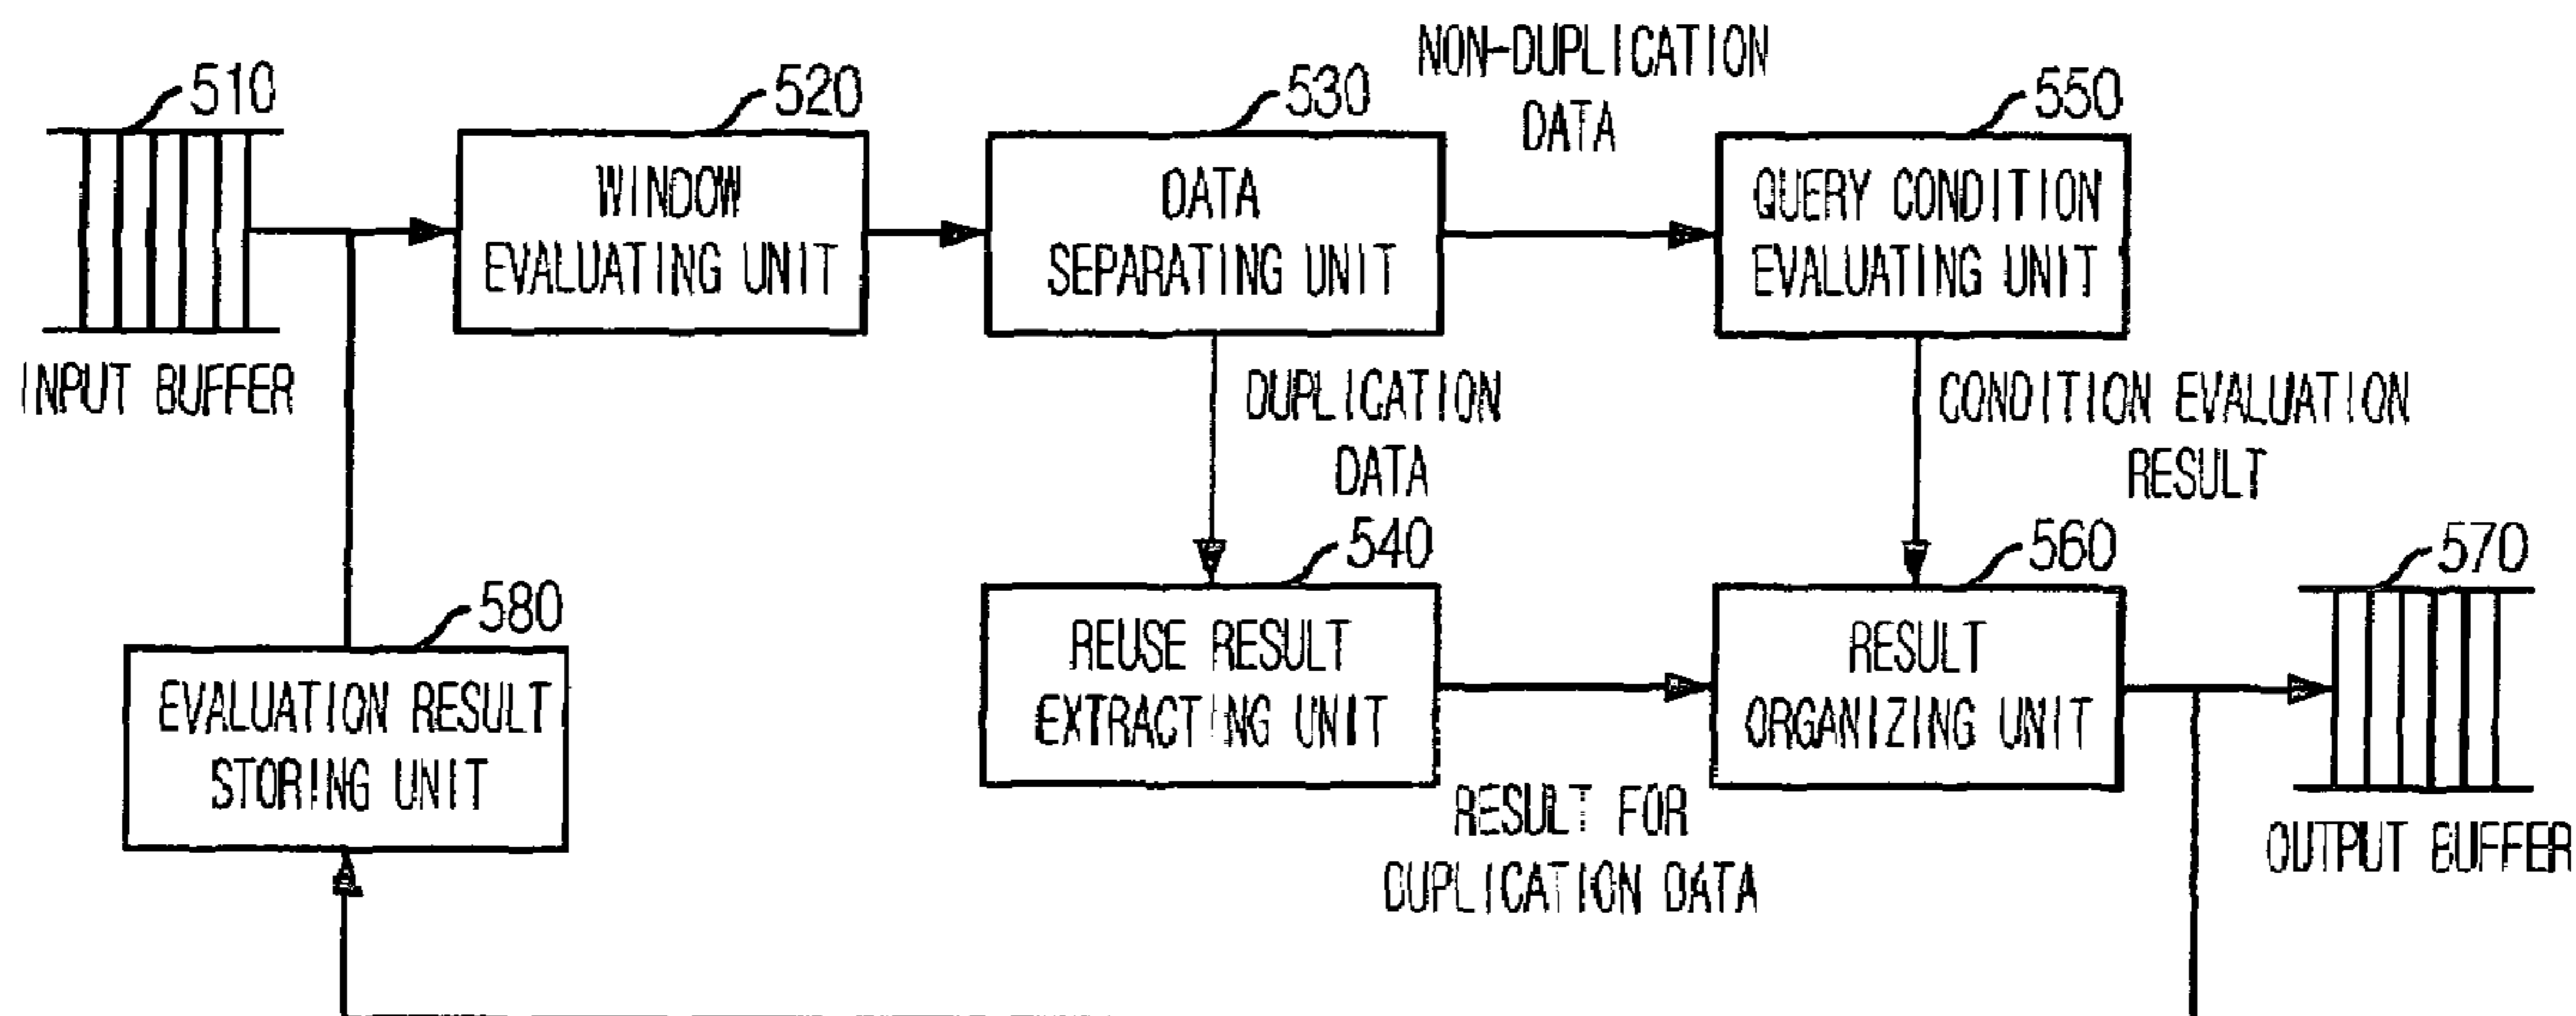 510
INPUT BUFFER
520
WINDOW
EVALUATING UNIT
530
DATA
SEPARATING UNIT
NON-DUPLICATION
DATA
550
QUERY CONDITION
EVALUATING UNIT
DUPLICATION
DATA
CONDITION EVALUATION
RESULT
580
EVALUATION RESULT
STORING UNIT
540
REUSE RESULT
EXTRACTING UNIT
RESULT FOR
DUPLICATION DATA
560
RESULT
ORGANIZING UNIT
570
OUTPUT BUFFER